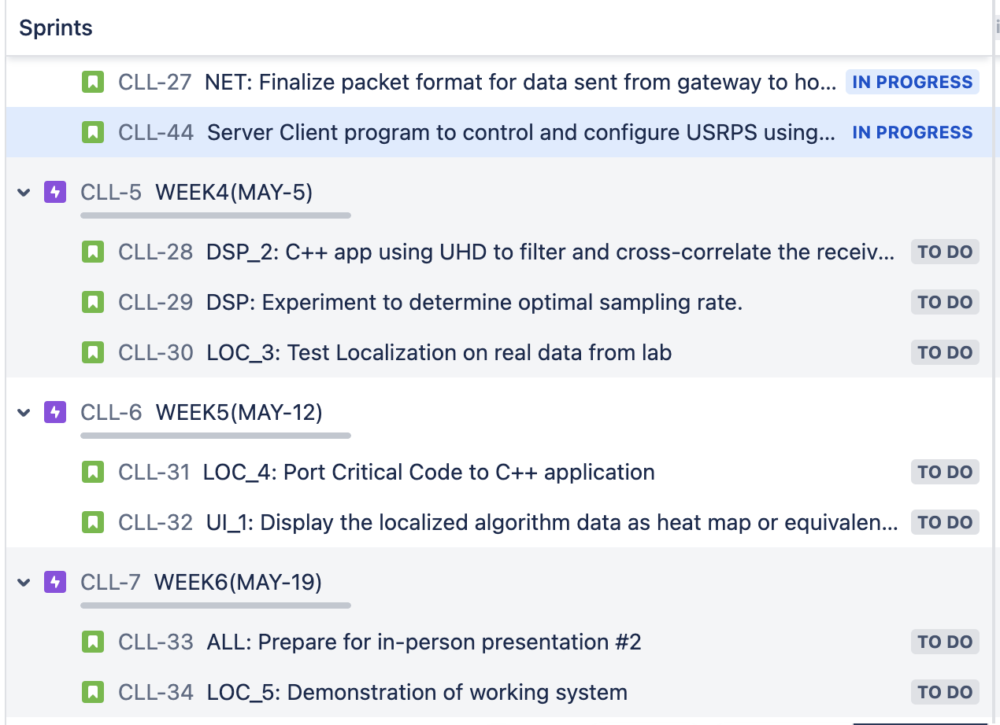 Sprints
CLL-27 NET: Finalize packet format for data sent from gateway to ho... IN PROGRESS
CLL-44 Server Client program to control and configure USRPS using... IN PROGRESS
CLL-5 WEEK4(MAY-5)
CLL-28 DSP_2: C++ app using UHD to filter and cross-correlate the receiv... TO DO
CLL-29 DSP: Experiment to determine optimal sampling rate. TO DO
CLL-30 LOC_3: Test Localization on real data from lab TO DO
CLL-6 WEEK5(MAY-12)
CLL-31 LOC_4: Port Critical Code to C++ application TO DO
CLL-32 UI_1: Display the localized algorithm data as heat map or equivalen... TO DO
CLL-7 WEEK6(MAY-19)
CLL-33 ALL: Prepare for in-person presentation #2 TO DO
CLL-34 LOC_5: Demonstration of working system TO DO